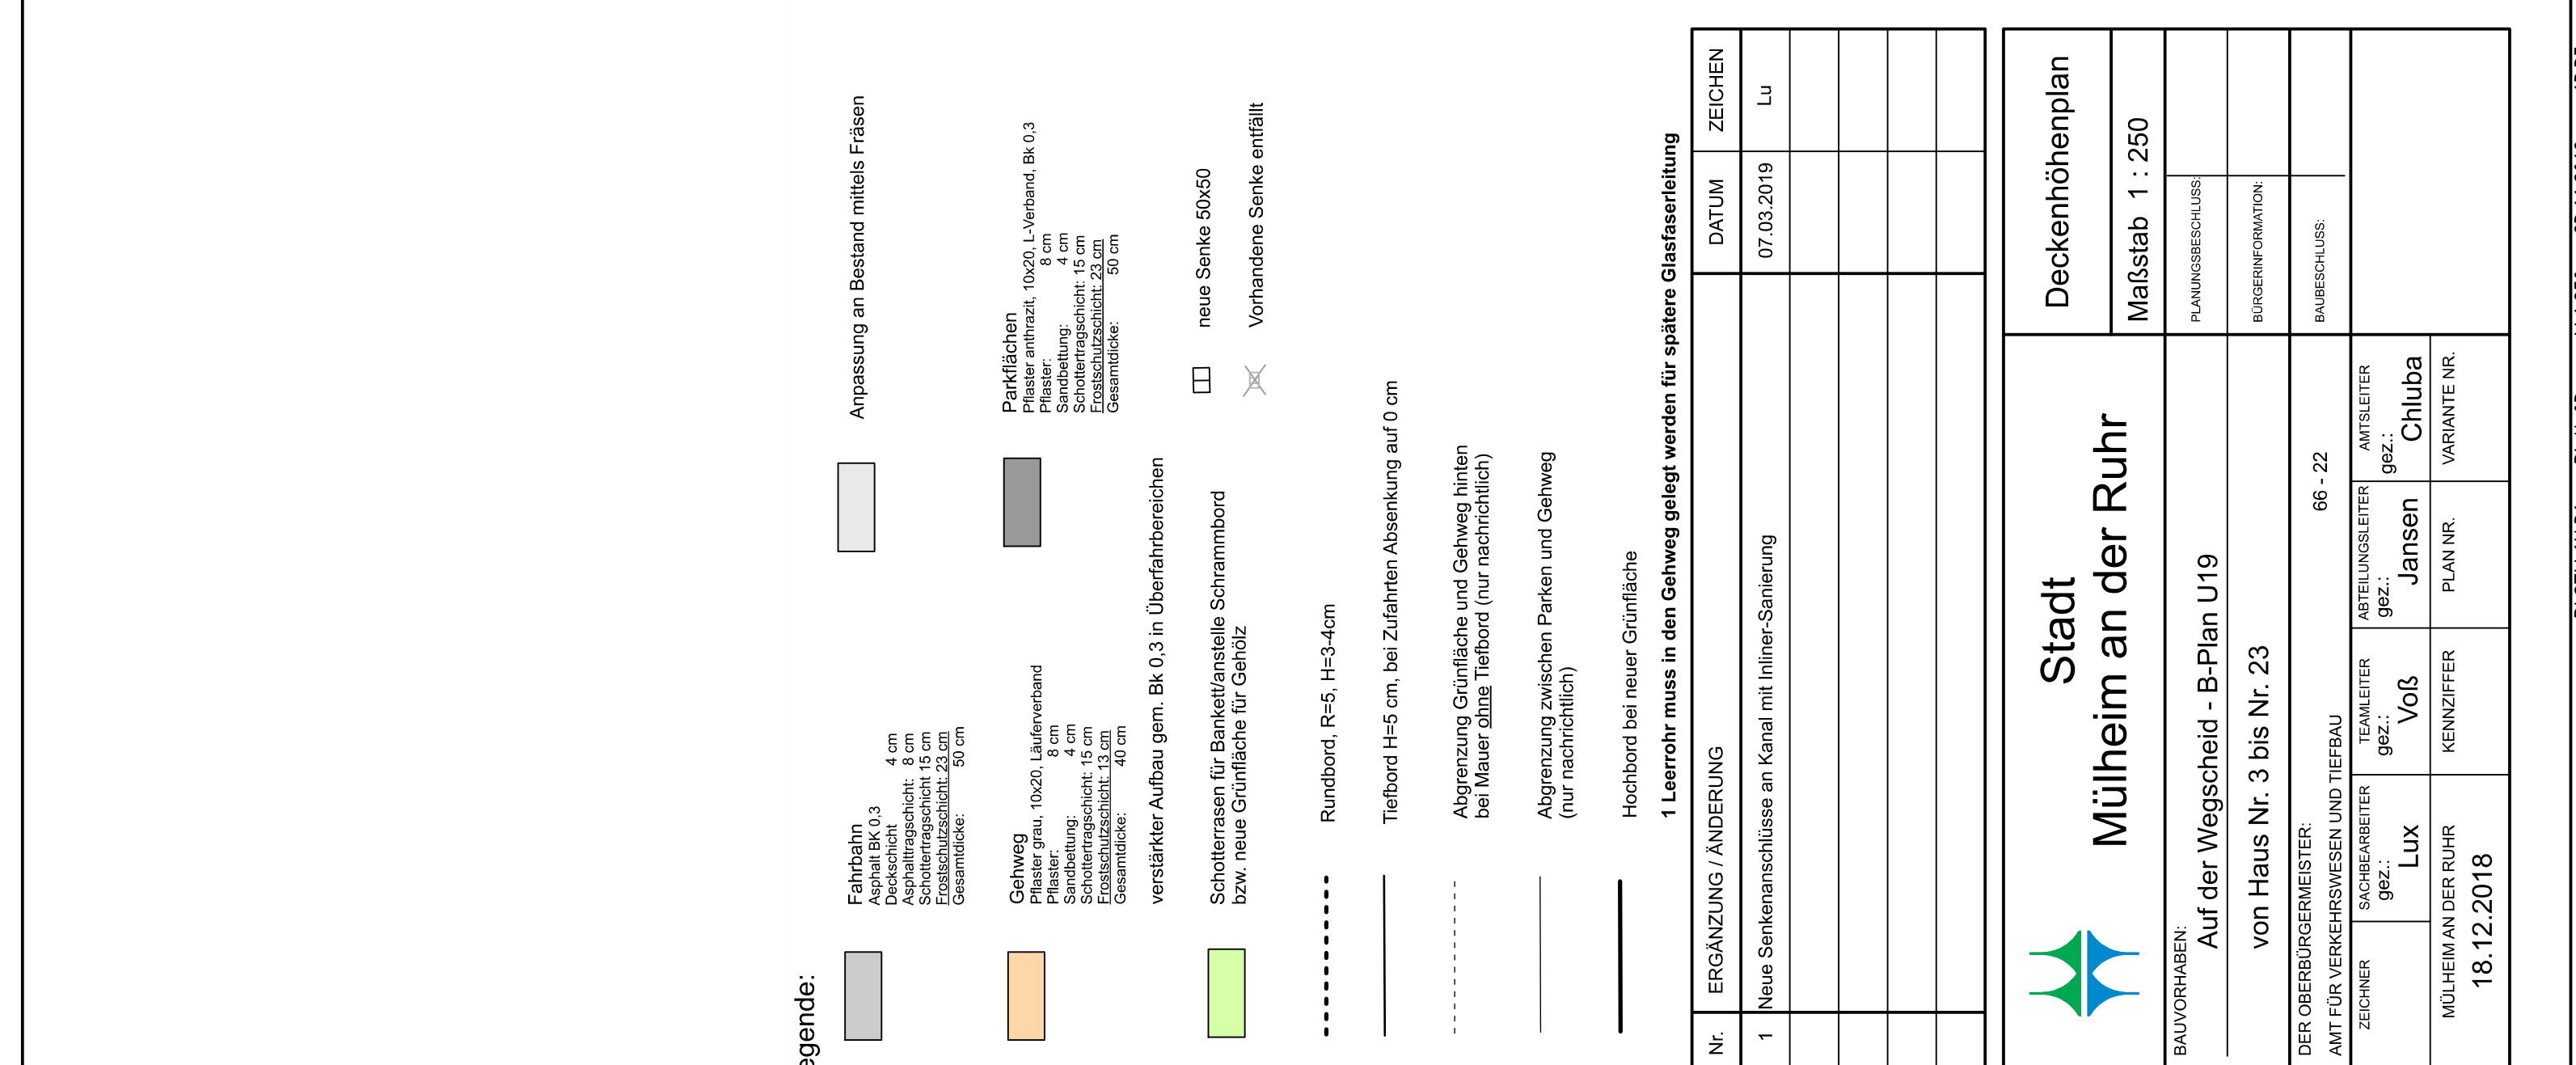 egende:
Fahrbahn
Asphalt BK 0,3
Deckschicht 4 cm
Asphalttragschicht: 8 cm
Schottertragschicht 15 cm
Frostschutzschicht: 23 cm
Gesamtdicke: 50 cm
Anpassung an Bestand mittels Fräsen
Gehweg
Pflaster grau, 10x20, Läuferverband
Pflaster: 8 cm
Sandbettung: 4 cm
Schottertragschicht: 15 cm
Frostschutzschicht: 13 cm
Gesamtdicke: 40 cm
verstärkter Aufbau gem. Bk 0,3 in Überfahrbereichen
Parkflächen
Pflaster anthrazit, 10x20, L-Verband, Bk 0,3
Pflaster: 8 cm
Sandbettung: 4 cm
Schottertragschicht: 15 cm
Frostschutzschicht: 23 cm
Gesamtdicke: 50 cm
Schotterrasen für Bankett/anstelle Schrammbord
bzw. neue Grünfläche für Gehölz
neue Senke 50x50
Vorhandene Senke entfällt
Rundbord, R=5, H=3-4cm
Tiefbord H=5 cm, bei Zufahrten Absenkung auf 0 cm
Abgrenzung Grünfläche und Gehweg hinten
bei Mauer ohne Tiefbord (nur nachrichtlich)
Abgrenzung zwischen Parken und Gehweg
(nur nachrichtlich)
Hochbord bei neuer Grünfläche
1 Leerrohr muss in den Gehweg gelegt werden für spätere Glasfaserleitung
Nr. ERGÄNZUNG / ÄNDERUNG DATUM ZEICHEN
1 Neue Senkenanschlüsse an Kanal mit Inliner-Sanierung 07.03.2019 Lu
Stadt
Mülheim an der Ruhr
Deckenhöhenplan
Maßstab 1 : 250
BAUVORHABEN:
Auf der Wegscheid - B-Plan U19
von Haus Nr. 3 bis Nr. 23
PLANUNGSBESCHLUSS:
BÜRGERINFORMATION:
BAUBESCHLUSS:
DER OBERBÜRGERMEISTER:
AMT FÜR VERKEHRSWESEN UND TIEFBAU
66 - 22
ZEICHNER SACHBEARBEITER TEAMLEITER ABTEILUNGSLEITER AMTSLEITER
gez.: gez.: gez.: gez.:
Lux Voß Jansen Chluba
MÜLHEIM AN DER RUHR KENNZIFFER PLAN NR. VARIANTE NR.
18.12.2018